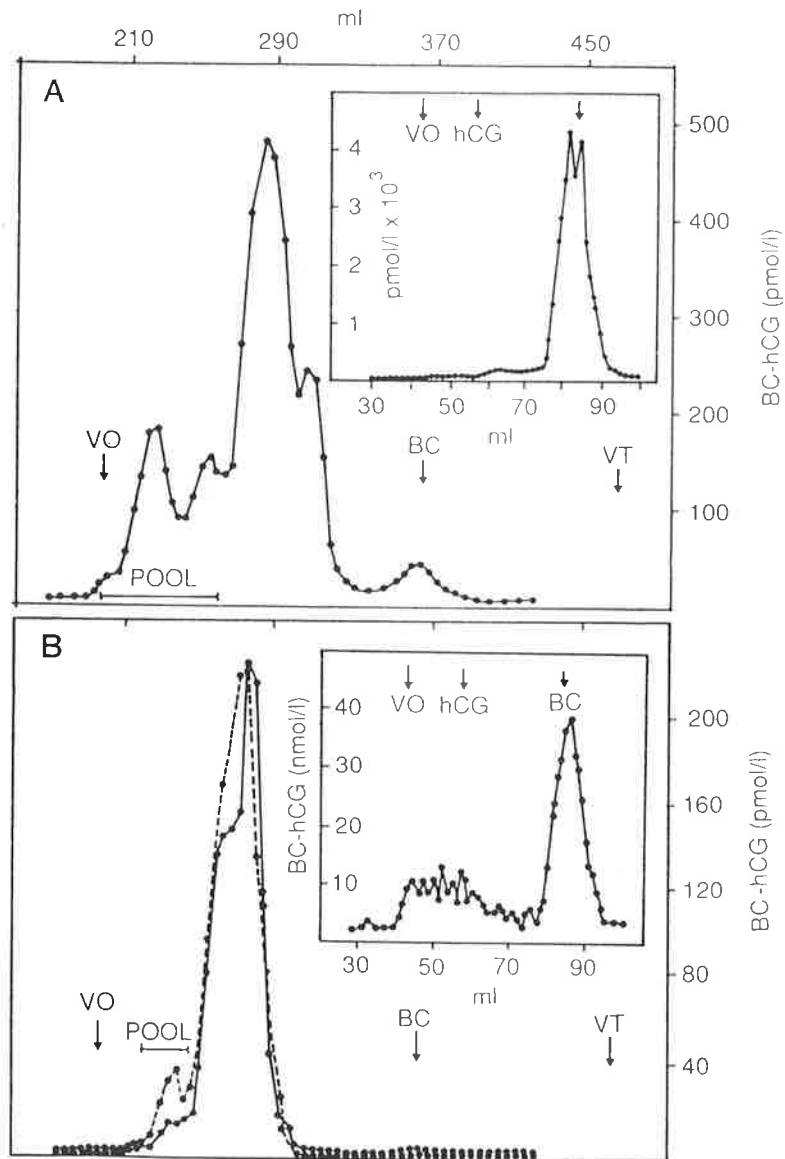 ml
210 290 370 450
A
VO hCG
4
3
2
1
pmol/l x 10³
30 50 70 90
ml
500
400
300
200
100
BC-hCG (pmol/l)
VO
BC
VT
POOL
B
VO hCG BC
40
30
20
10
BC-hCG (nmol/l)
30 50 70 90
ml
200
160
120
80
40
BC-hCG (pmol/l)
VO
POOL
BC
VT